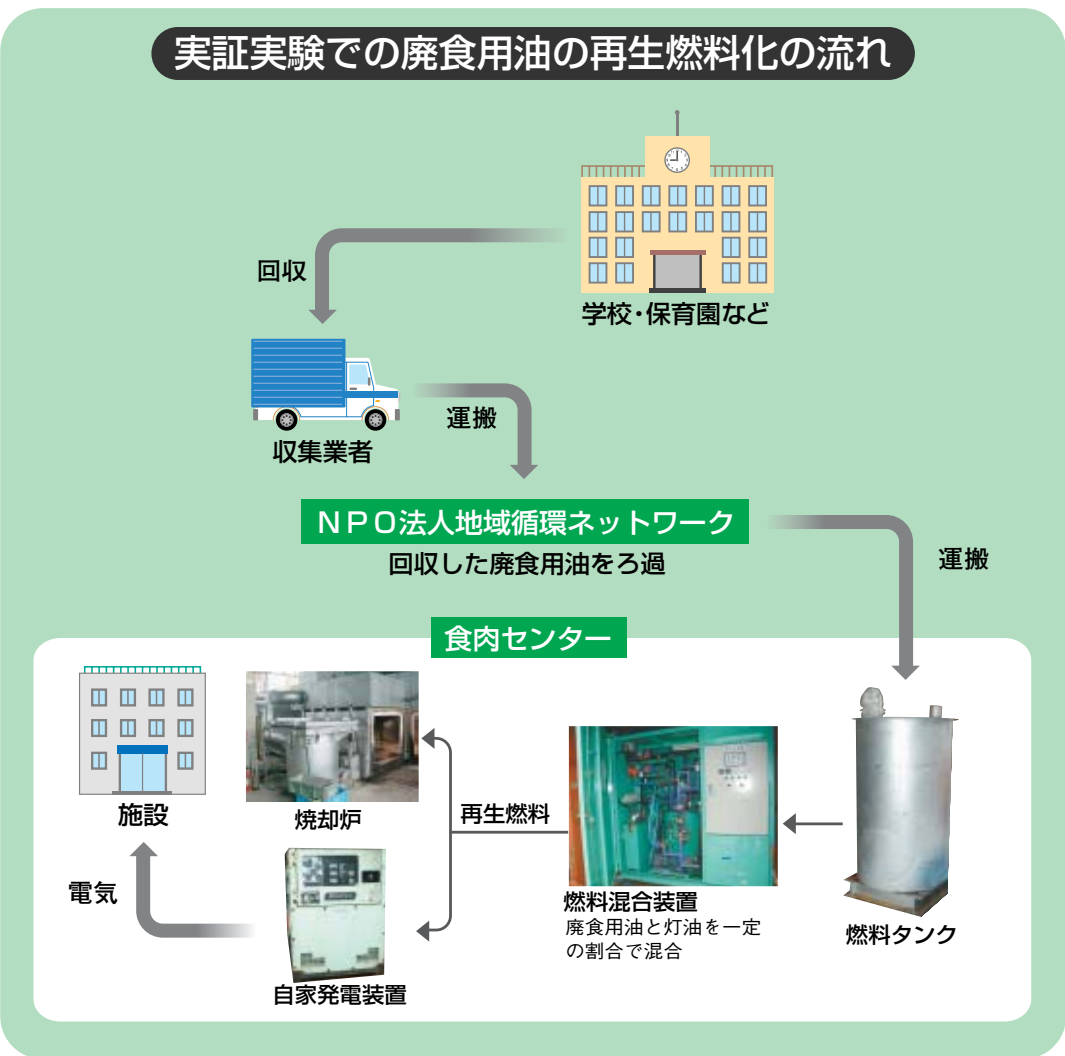 実証実験での廃食用油の再生燃料化の流れ
学校・保育園など
回収
収集業者
運搬
ＮＰＯ法人地域循環ネットワーク
回収した廃食用油をろ過
運搬
食肉センター
燃料タンク
燃料混合装置
廃食用油と灯油を一定
の割合で混合
再生燃料
焼却炉
自家発電装置
電気
施設